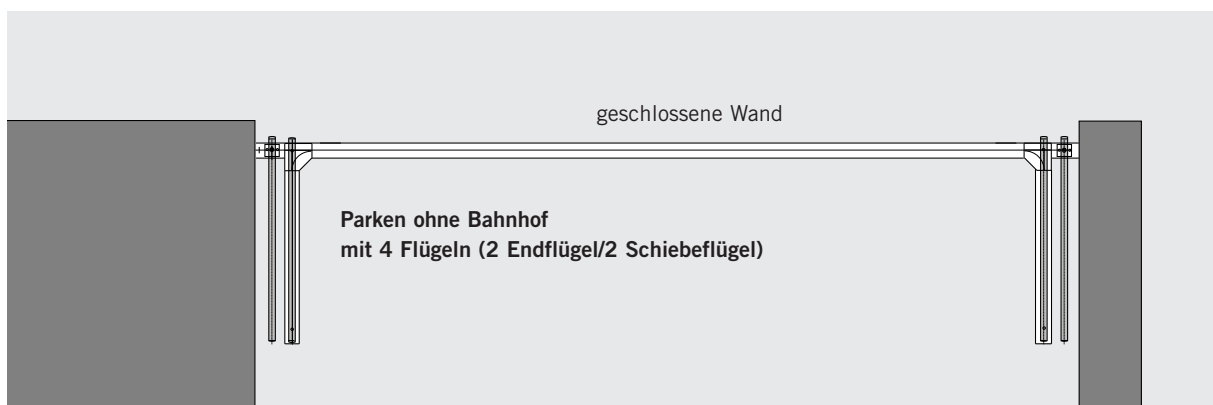 geschlossene Wand
Parken ohne Bahnhof
mit 4 Flügeln (2 Endflügel/2 Schiebeflügel)